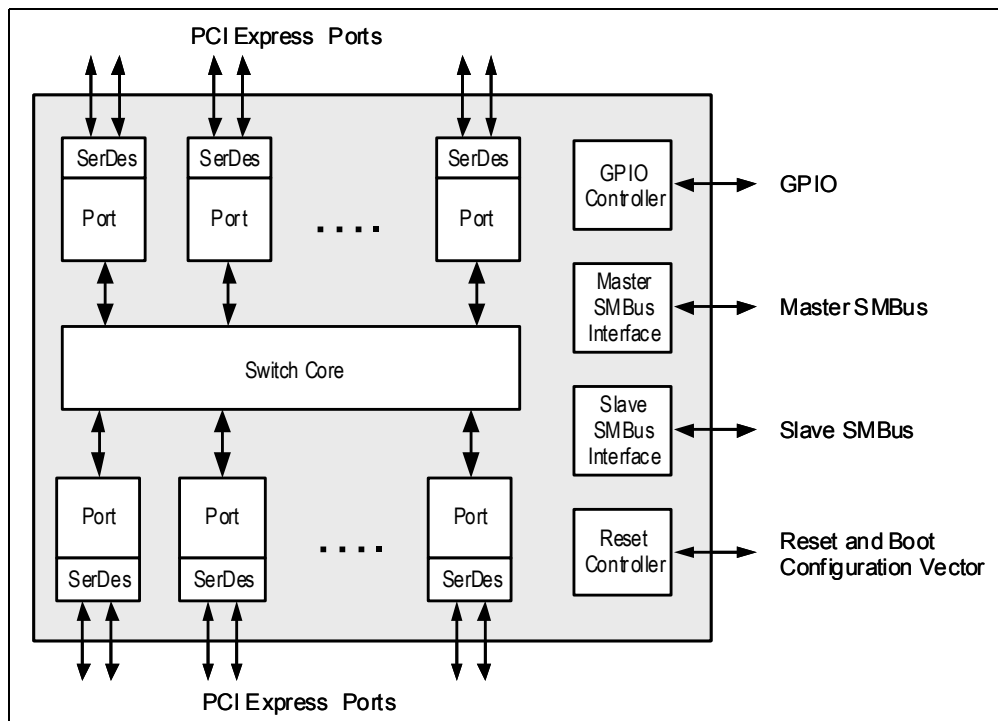 PCI Express Ports
SerDes
SerDes
SerDes
Port
Port
Port
GPIO
Controller
GPIO
Master
SMBus
Interface
Master SMBus
Switch Core
Slave
SMBus
Interface
Slave SMBus
Port
Port
Port
SerDes
SerDes
SerDes
Reset
Controller
Reset and Boot
Configuration Vector
PCI Express Ports